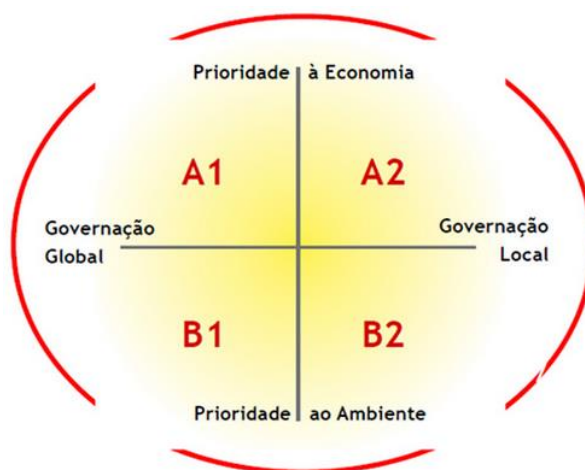 Prioridade à Economia
A1 A2
Governação Governação
Global Local
B1 B2
Prioridade ao Ambiente